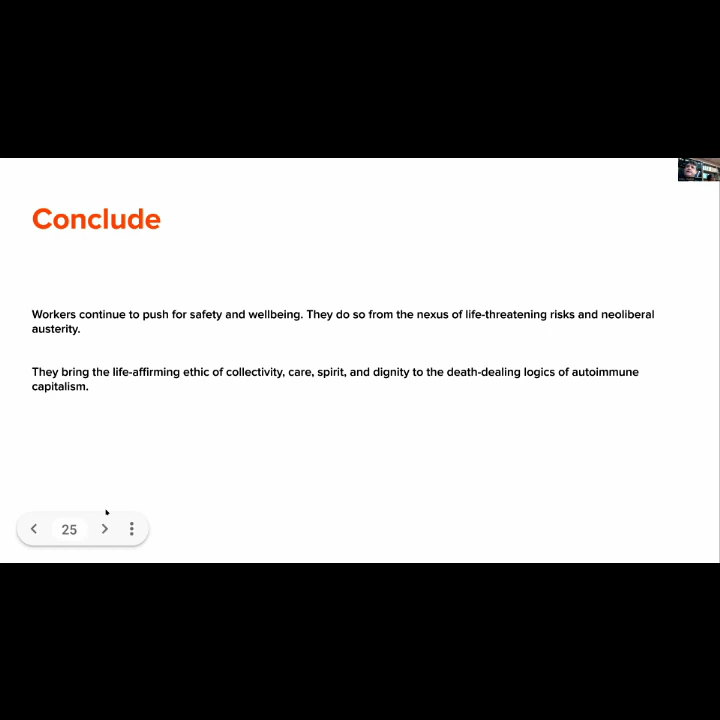 Conclude
Workers continue to push for safety and wellbeing. They do so from the nexus of life-threatening risks and neoliberal
austerity.
They bring the life-affirming ethic of collectivity, care, spirit, and dignity to the death-dealing logics of autoimmune
capitalism.
25